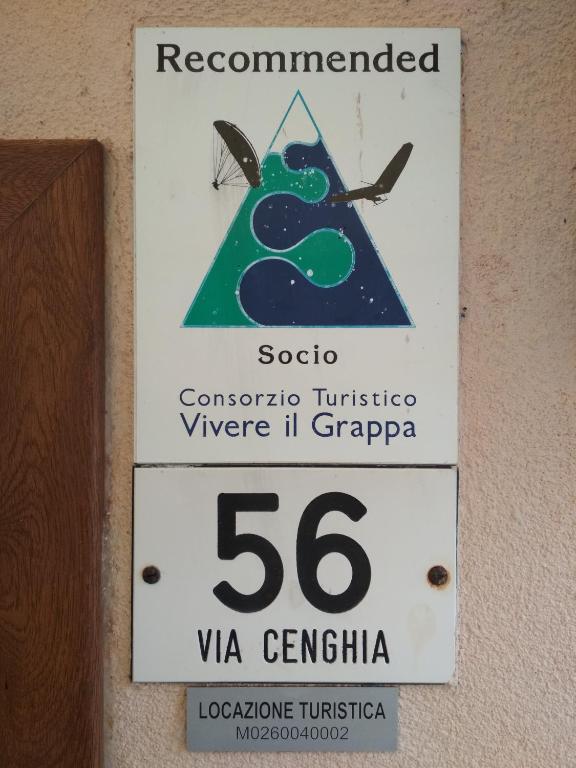 Recommended
Socio
Consorzio Turistico
Vivere il Grappa
56
VIA CENGHIA
LOCAZIONE TURISTICA
M0260040002